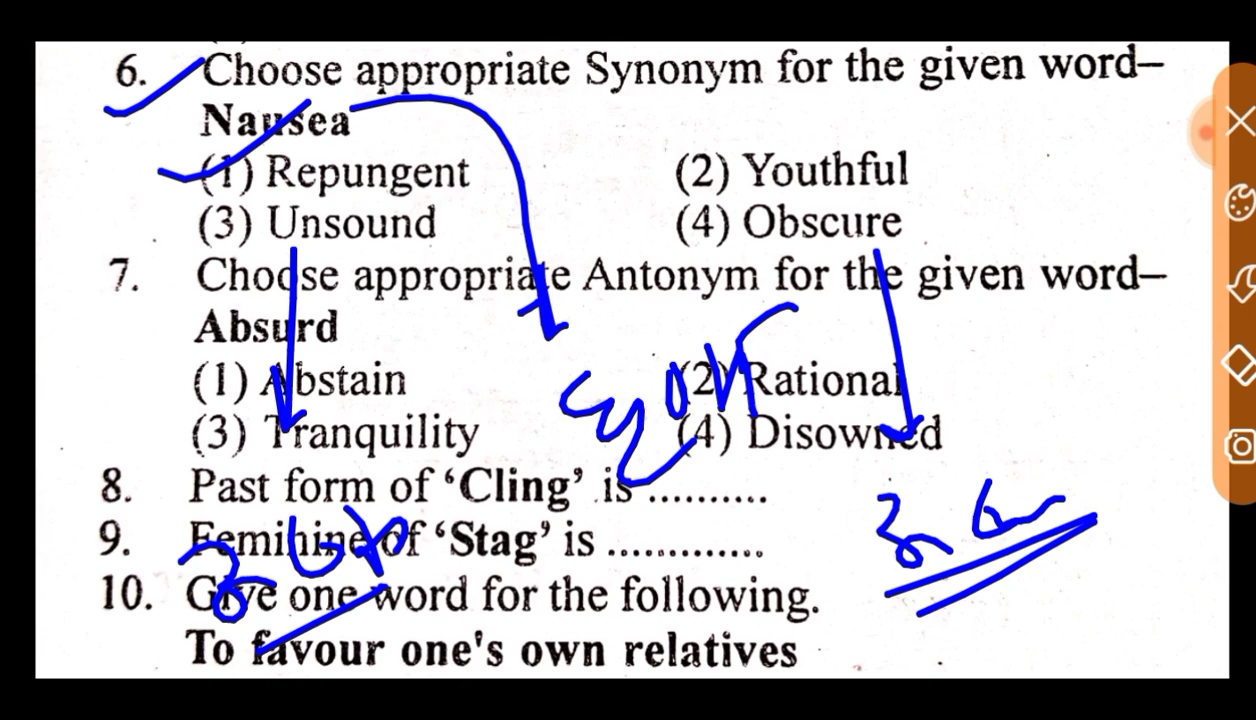 6. Choose appropriate Synonym for the given word–
Nausea
(1) Repungent (2) Youthful
(3) Unsound (4) Obscure
7. Choose appropriate Antonym for the given word–
Absurd
(1) Abstain (2) Rational
(3) Tranquility (4) Disowned
8. Past form of ‘Cling’ is ..........
9. Feminine of ‘Stag’ is .............
10. Give one word for the following.
To favour one's own relatives